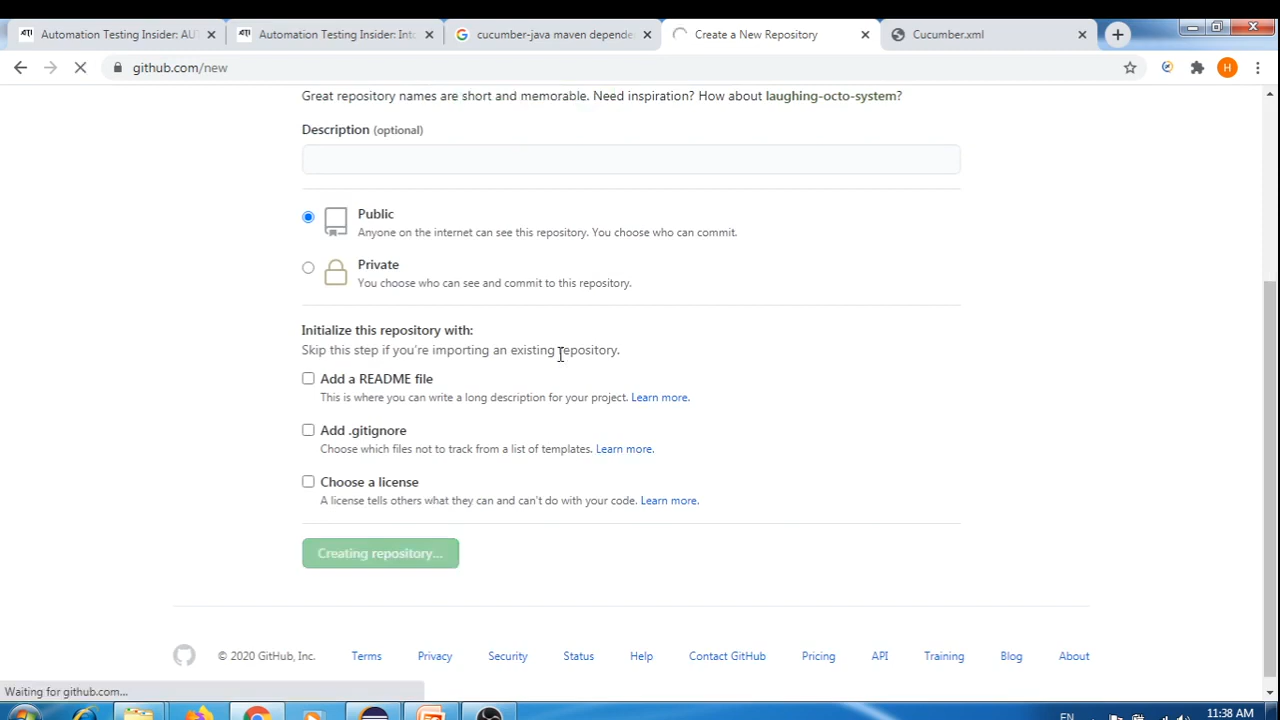 Automation Testing Insider: AUT
Automation Testing Insider: Intr
cucumber-java maven depende
Create a New Repository
Cucumber.xml
github.com/new
H
Great repository names are short and memorable. Need inspiration? How about laughing-octo-system?
Description (optional)
Public
Anyone on the internet can see this repository. You choose who can commit.
Private
You choose who can see and commit to this repository.
Initialize this repository with:
Skip this step if you're importing an existing repository.
Add a README file
This is where you can write a long description for your project. Learn more.
Add .gitignore
Choose which files not to track from a list of templates. Learn more.
Choose a license
A license tells others what they can and can't do with your code. Learn more.
Creating repository...
© 2020 GitHub, Inc. Terms Privacy Security Status Help Contact GitHub Pricing API Training Blog About
Waiting for github.com...
EN
11:38 AM